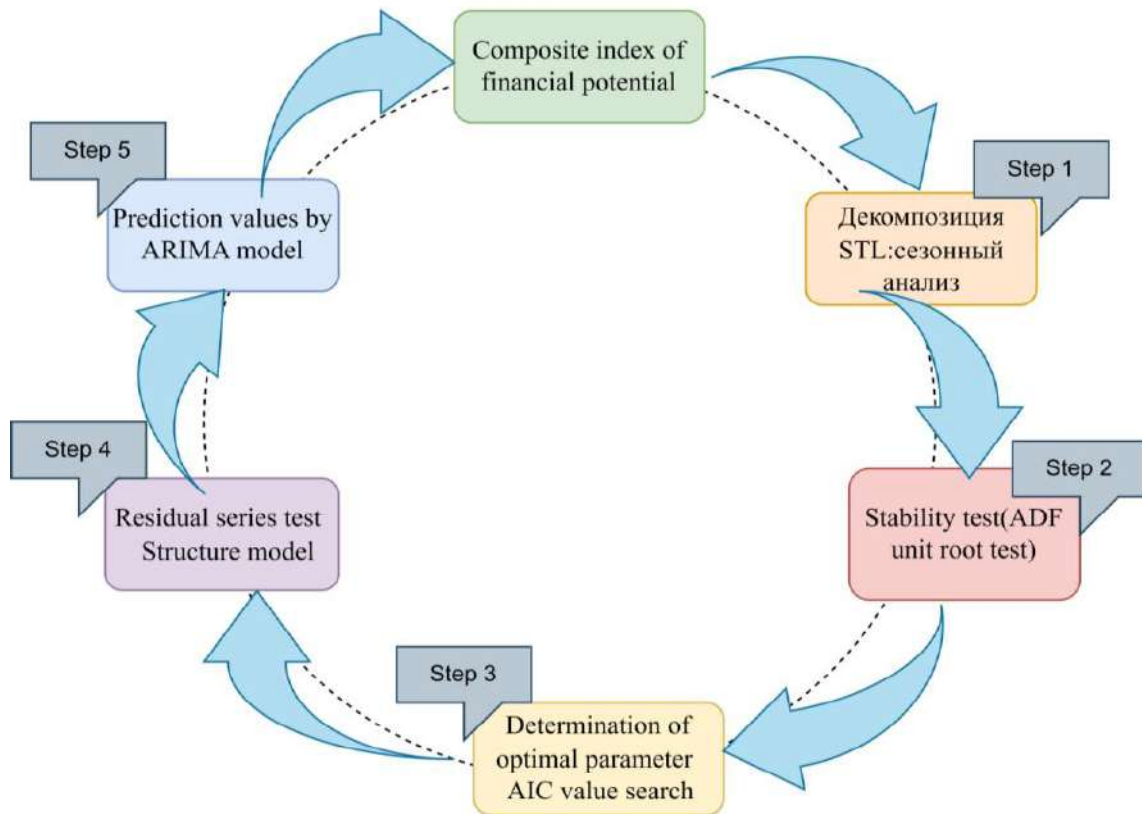 Composite index of
financial potential
Step 1
Декомпозиция
STL:сезонный
анализ
Step 2
Stability test(ADF
unit root test)
Step 3
Determination of
optimal parameter
AIC value search
Step 4
Residual series test
Structure model
Step 5
Prediction values by
ARIMA model